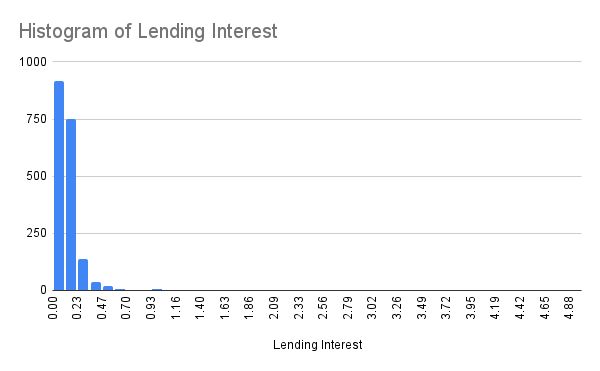 Histogram of Lending Interest
1000
750
500
250
0
0.00 0.23 0.47 0.70 0.93 1.16 1.40 1.63 1.86 2.09 2.33 2.56 2.79 3.02 3.26 3.49 3.72 3.95 4.19 4.42 4.65 4.88
Lending Interest